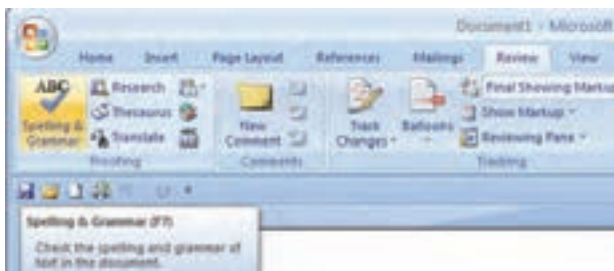 Document1 - Microsoft
Home Insert Page Layout References Mailings Review View
ABC Research Final Showing Markup
Thesaurus Show Markup
Spelling & Grammar Translate New Comment Track Changes Balloons Reviewing Pane
Proofing Comments Tracking
Spelling & Grammar (F7)
Check the spelling and grammar of
text in the document.